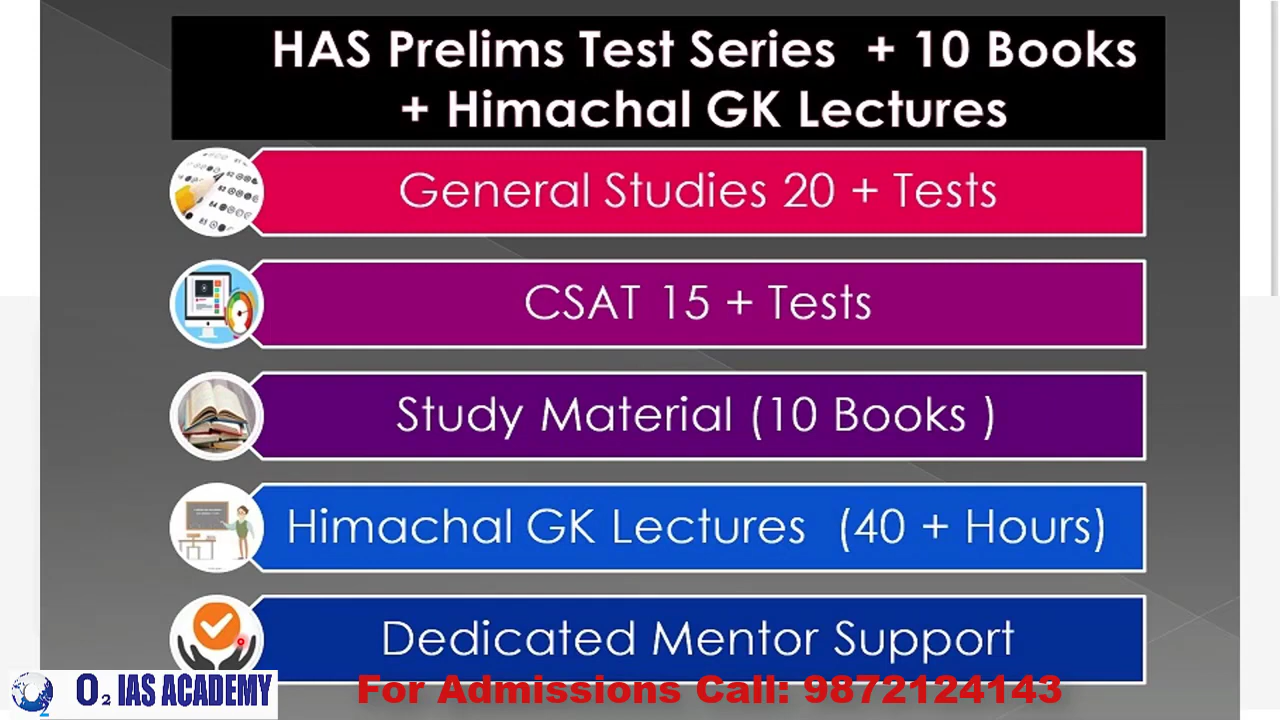 HAS Prelims Test Series + 10 Books
+ Himachal GK Lectures
General Studies 20 + Tests
CSAT 15 + Tests
Study Material (10 Books )
Himachal GK Lectures (40 + Hours)
Dedicated Mentor Support
O₂ IAS ACADEMY
For Admissions Call: 9872124143